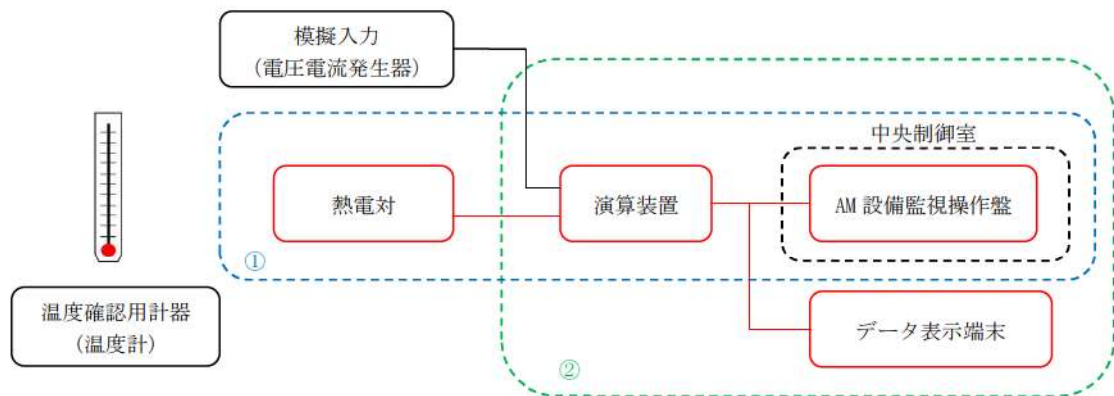 模擬入力
（電圧電流発生器）
中央制御室
熱電対
演算装置
AM 設備監視操作盤
①
温度確認用計器
（温度計）
データ表示端末
②